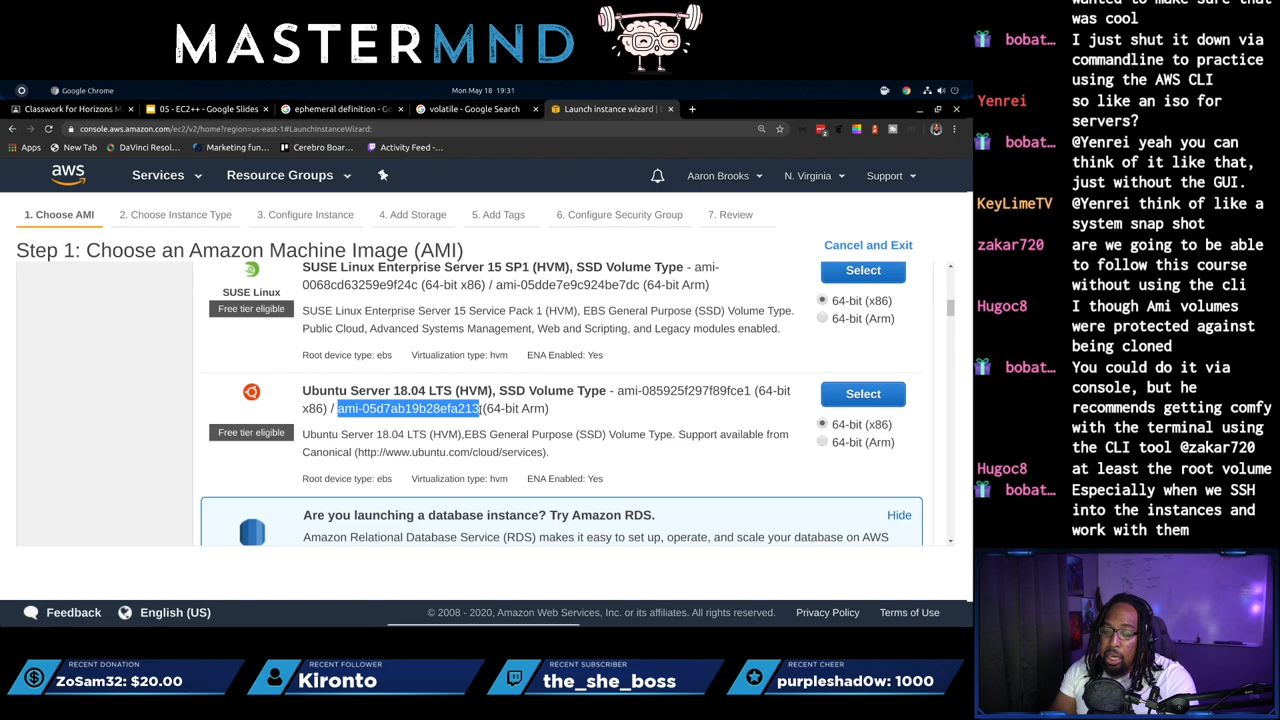 MASTERMND
Google Chrome
Mon May 18 • 19:31
Classwork for Horizons M
05 - EC2++ - Google Slides
ephemeral definition - Go
volatile - Google Search
Launch instance wizard |
console.aws.amazon.com/ec2/v2/home?region=us-east-1#LaunchInstanceWizard:
Apps
New Tab
DaVinci Resol...
Marketing fun...
Cerebro Boar...
Activity Feed -...
aws
Services
Resource Groups
Aaron Brooks
N. Virginia
Support
1. Choose AMI
2. Choose Instance Type
3. Configure Instance
4. Add Storage
5. Add Tags
6. Configure Security Group
7. Review
Step 1: Choose an Amazon Machine Image (AMI)
Cancel and Exit
SUSE Linux
Free tier eligible
SUSE Linux Enterprise Server 15 SP1 (HVM), SSD Volume Type - ami-
0068cd63259e9f24c (64-bit x86) / ami-05dde7e9c924be7dc (64-bit Arm)
SUSE Linux Enterprise Server 15 Service Pack 1 (HVM), EBS General Purpose (SSD) Volume Type.
Public Cloud, Advanced Systems Management, Web and Scripting, and Legacy modules enabled.
Root device type: ebs
Virtualization type: hvm
ENA Enabled: Yes
Select
64-bit (x86)
64-bit (Arm)
Free tier eligible
Ubuntu Server 18.04 LTS (HVM), SSD Volume Type - ami-085925f297f89fce1 (64-bit
x86) / ami-05d7ab19b28efa213 (64-bit Arm)
Ubuntu Server 18.04 LTS (HVM),EBS General Purpose (SSD) Volume Type. Support available from
Canonical (http://www.ubuntu.com/cloud/services).
Root device type: ebs
Virtualization type: hvm
ENA Enabled: Yes
Select
64-bit (x86)
64-bit (Arm)
Are you launching a database instance? Try Amazon RDS.
Hide
Amazon Relational Database Service (RDS) makes it easy to set up, operate, and scale your database on AWS
Feedback
English (US)
© 2008 - 2020, Amazon Web Services, Inc. or its affiliates. All rights reserved.
Privacy Policy
Terms of Use
wanted to make sure that
was cool
bobat… I just shut it down via
commandline to practice
using the AWS CLI
Yenrei so like an iso for
servers?
bobat… @Yenrei yeah you can
think of it like that,
just without the GUI.
KeyLimeTV @Yenrei think of like a
system snap shot
zakar720 are we going to be able
to follow this course
without using the cli
Hugoc8 I though Ami volumes
were protected against
being cloned
bobat… You could do it via
console, but he
recommends getting comfy
with the terminal using
the CLI tool @zakar720
Hugoc8 at least the root volume
bobat… Especially when we SSH
into the instances and
work with them
RECENT DONATION
ZoSam32: $20.00
RECENT FOLLOWER
Kironto
RECENT SUBSCRIBER
the_she_boss
RECENT CHEER
purpleshad0w: 1000